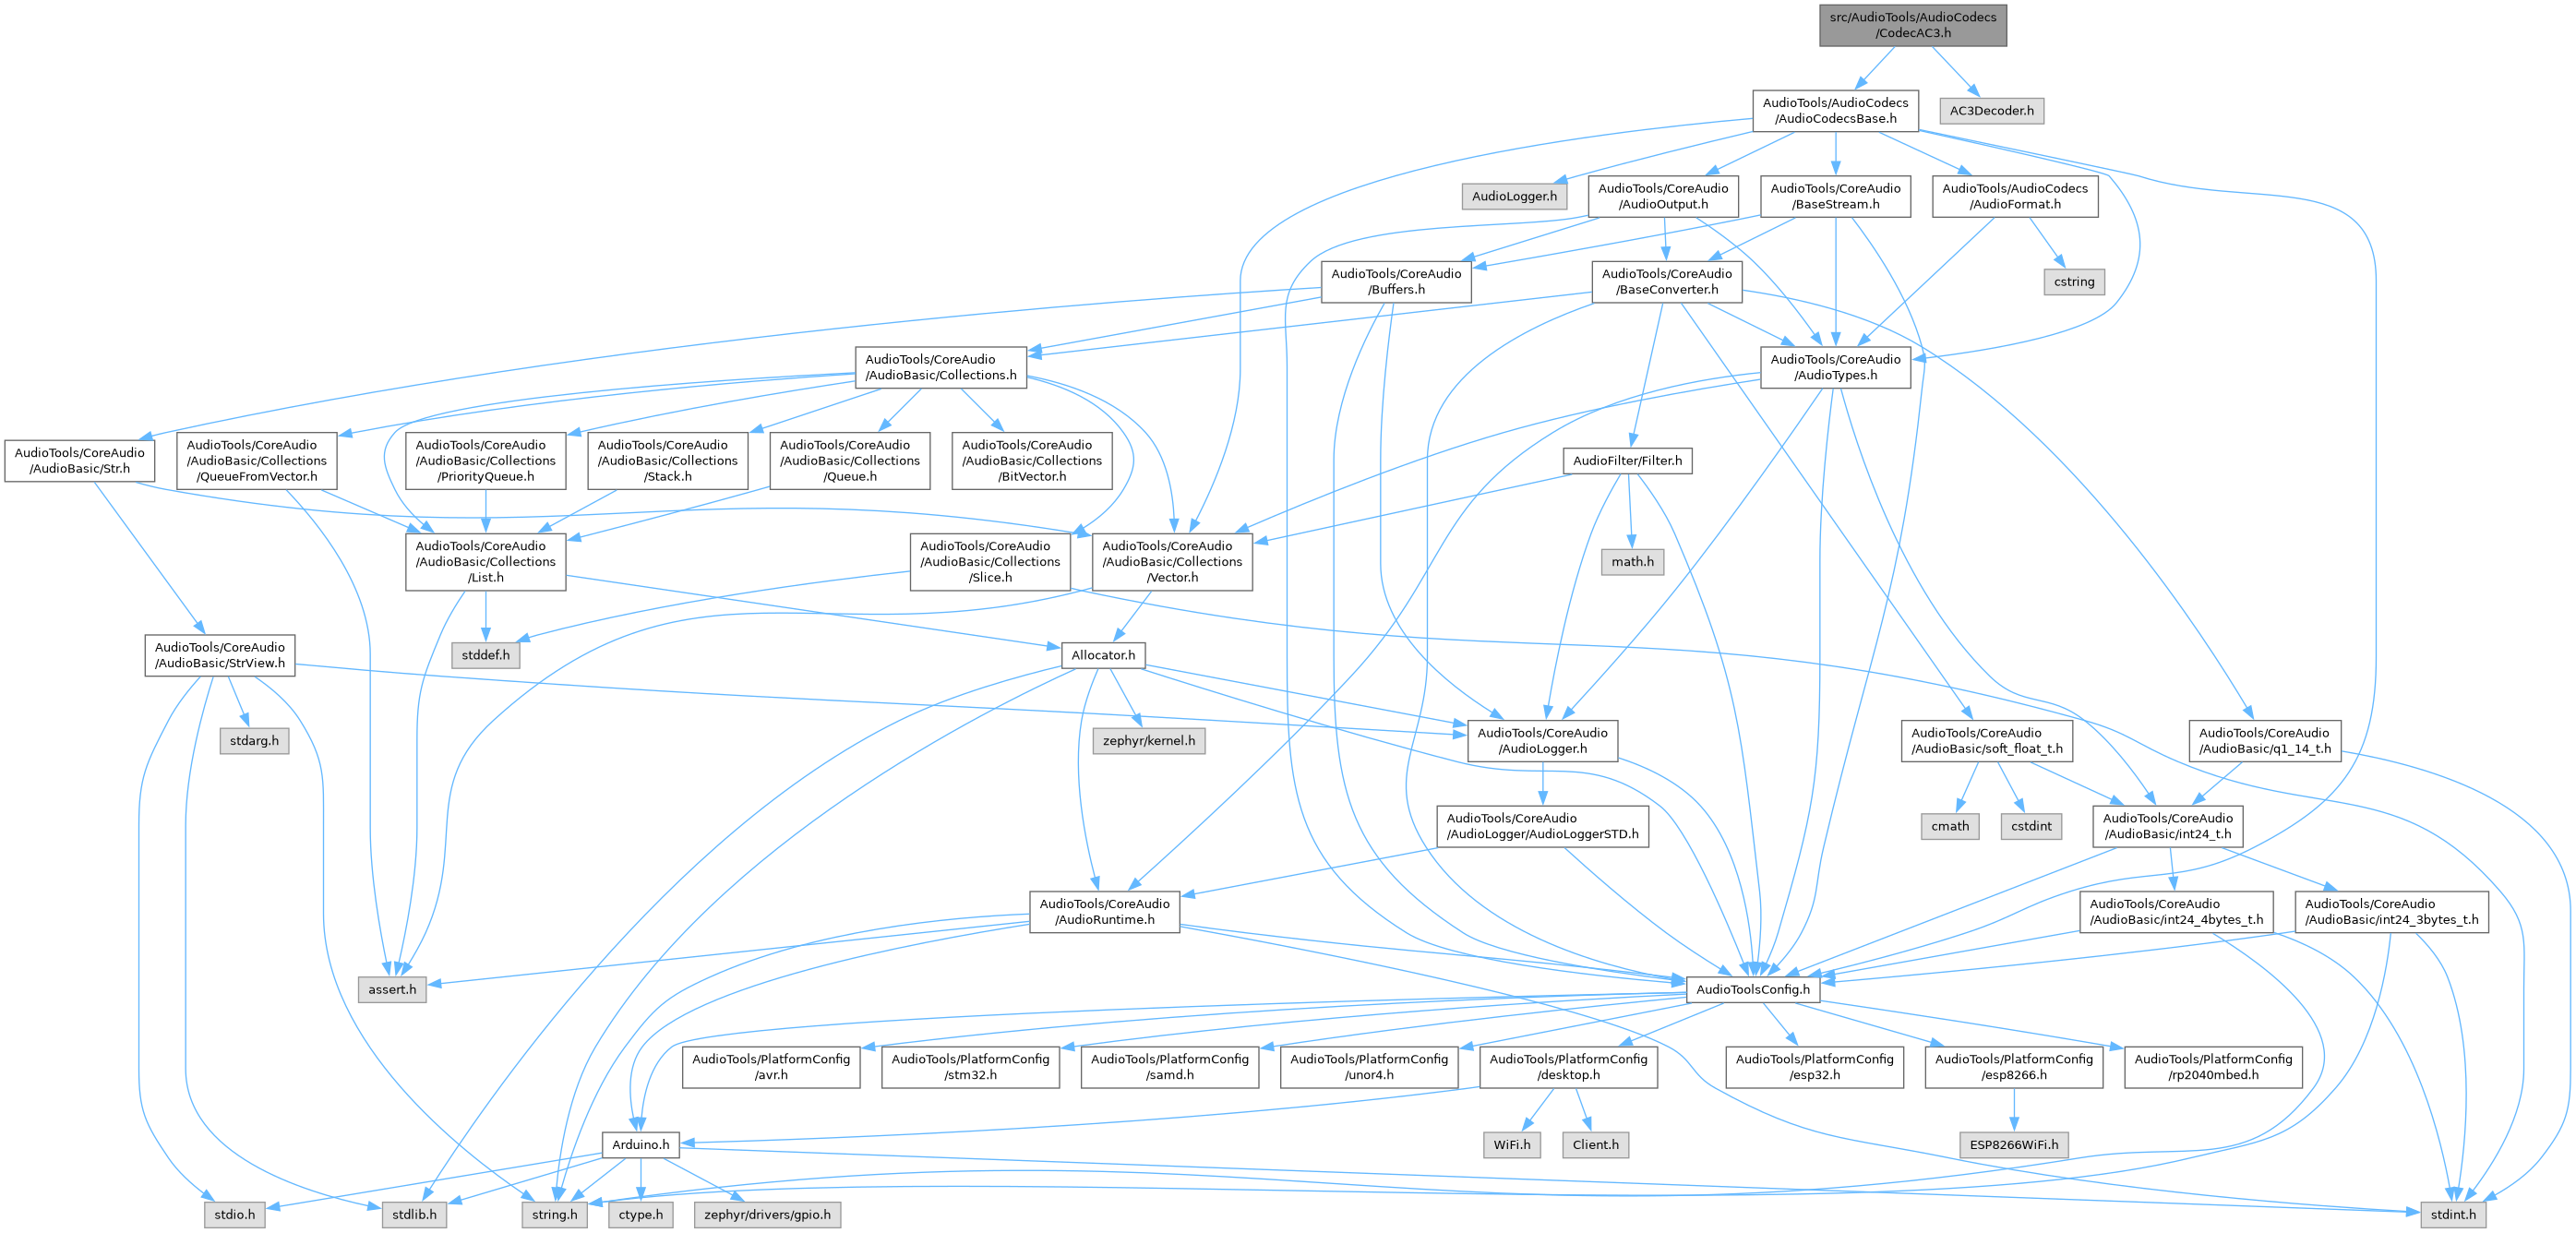 src/AudioTools/AudioCodecs
/CodecAC3.h
AudioTools/AudioCodecs
/AudioCodecsBase.h
AC3Decoder.h
AudioLogger.h
AudioTools/CoreAudio
/AudioOutput.h
AudioTools/CoreAudio
/BaseStream.h
AudioTools/AudioCodecs
/AudioFormat.h
AudioTools/CoreAudio
/Buffers.h
AudioTools/CoreAudio
/BaseConverter.h
cstring
AudioTools/CoreAudio
/AudioBasic/Collections.h
AudioTools/CoreAudio
/AudioTypes.h
AudioTools/CoreAudio
/AudioBasic/Str.h
AudioTools/CoreAudio
/AudioBasic/Collections
/QueueFromVector.h
AudioTools/CoreAudio
/AudioBasic/Collections
/PriorityQueue.h
AudioTools/CoreAudio
/AudioBasic/Collections
/Stack.h
AudioTools/CoreAudio
/AudioBasic/Collections
/Queue.h
AudioTools/CoreAudio
/AudioBasic/Collections
/BitVector.h
AudioFilter/Filter.h
AudioTools/CoreAudio
/AudioBasic/Collections
/List.h
AudioTools/CoreAudio
/AudioBasic/Collections
/Slice.h
AudioTools/CoreAudio
/AudioBasic/Collections
/Vector.h
math.h
AudioTools/CoreAudio
/AudioBasic/StrView.h
stddef.h
Allocator.h
stdarg.h
zephyr/kernel.h
AudioTools/CoreAudio
/AudioLogger.h
AudioTools/CoreAudio
/AudioBasic/soft_float_t.h
AudioTools/CoreAudio
/AudioBasic/q1_14_t.h
AudioTools/CoreAudio
/AudioLogger/AudioLoggerSTD.h
cmath
cstdint
AudioTools/CoreAudio
/AudioBasic/int24_t.h
AudioTools/CoreAudio
/AudioRuntime.h
AudioTools/CoreAudio
/AudioBasic/int24_4bytes_t.h
AudioTools/CoreAudio
/AudioBasic/int24_3bytes_t.h
assert.h
AudioToolsConfig.h
AudioTools/PlatformConfig
/avr.h
AudioTools/PlatformConfig
/stm32.h
AudioTools/PlatformConfig
/samd.h
AudioTools/PlatformConfig
/unor4.h
AudioTools/PlatformConfig
/desktop.h
AudioTools/PlatformConfig
/esp32.h
AudioTools/PlatformConfig
/esp8266.h
AudioTools/PlatformConfig
/rp2040mbed.h
Arduino.h
WiFi.h
Client.h
ESP8266WiFi.h
stdio.h
stdlib.h
string.h
ctype.h
zephyr/drivers/gpio.h
stdint.h